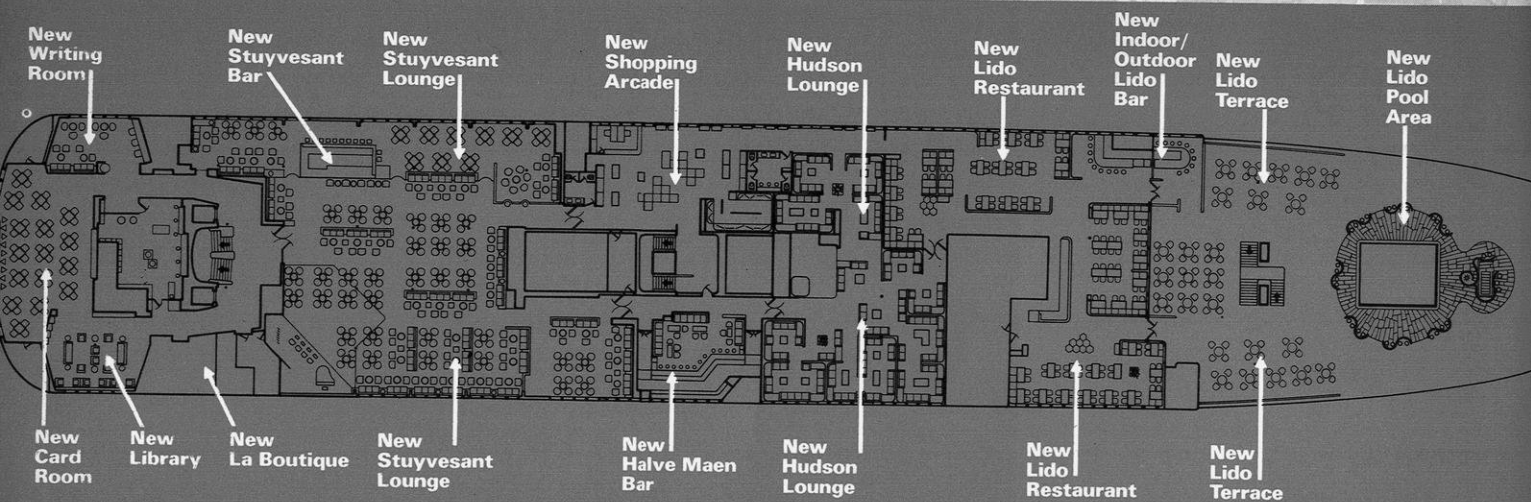 New
Writing
Room
New
Stuyvesant
Bar
New
Stuyvesant
Lounge
New
Shopping
Arcade
New
Hudson
Lounge
New
Lido
Restaurant
New
Indoor/
Outdoor
Lido
Bar
New
Lido
Terrace
New
Lido
Pool
Area
New
Card
Room
New
Library
New
La Boutique
New
Stuyvesant
Lounge
New
Halve Maen
Bar
New
Hudson
Lounge
New
Lido
Restaurant
New
Lido
Terrace